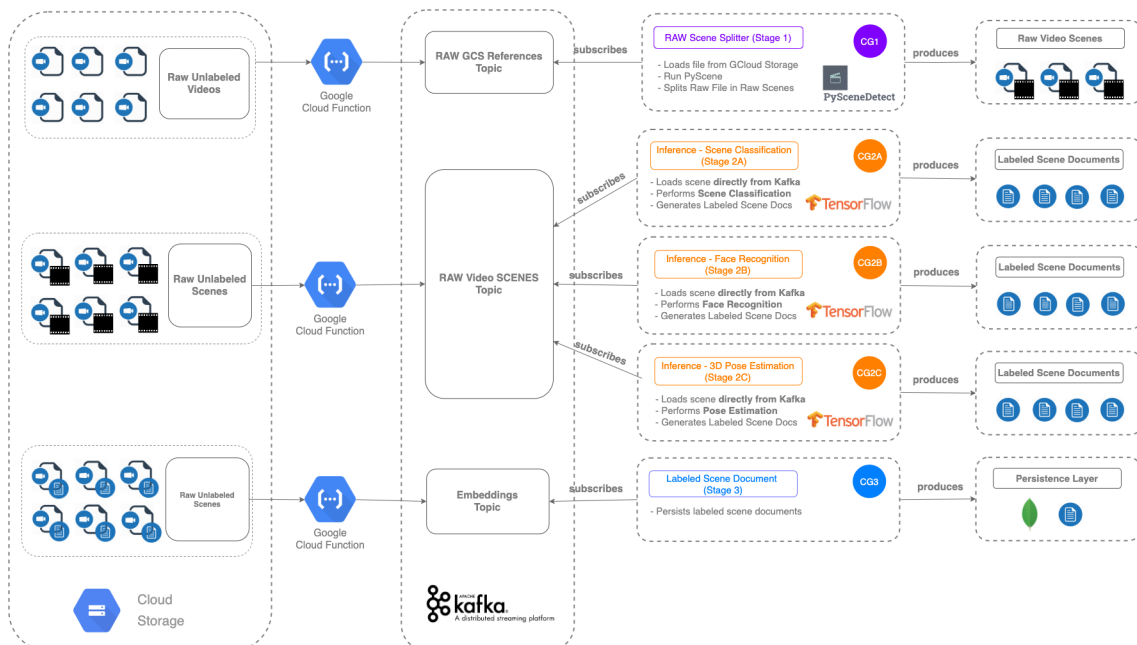 Raw Unlabeled
Videos
Google
Cloud Function
RAW GCS References
Topic
subscribes
RAW Scene Splitter (Stage 1)
CG1
- Loads file from GCloud Storage
- Run PyScene
- Splits Raw File in Raw Scenes
PySceneDetect
produces
Raw Video Scenes
subscribes
Inference - Scene Classification
(Stage 2A)
CG2A
- Loads scene directly from Kafka
- Performs Scene Classification
- Generates Labeled Scene Docs
TensorFlow
produces
Labeled Scene Documents
Raw Unlabeled
Scenes
Google
Cloud Function
RAW Video SCENES
Topic
subscribes
Inference - Face Recognition
(Stage 2B)
CG2B
- Loads scene directly from Kafka
- Performs Face Recognition
- Generates Labeled Scene Docs
TensorFlow
produces
Labeled Scene Documents
subscribes
Inference - 3D Pose Estimation
(Stage 2C)
CG2C
- Loads scene directly from Kafka
- Performs Pose Estimation
- Generates Labeled Scene Docs
TensorFlow
produces
Labeled Scene Documents
Raw Unlabeled
Scenes
Google
Cloud Function
Embeddings
Topic
subscribes
Labeled Scene Document
(Stage 3)
CG3
- Persists labeled scene documents
produces
Persistence Layer
Cloud
Storage
APACHE
kafka
A distributed streaming platform